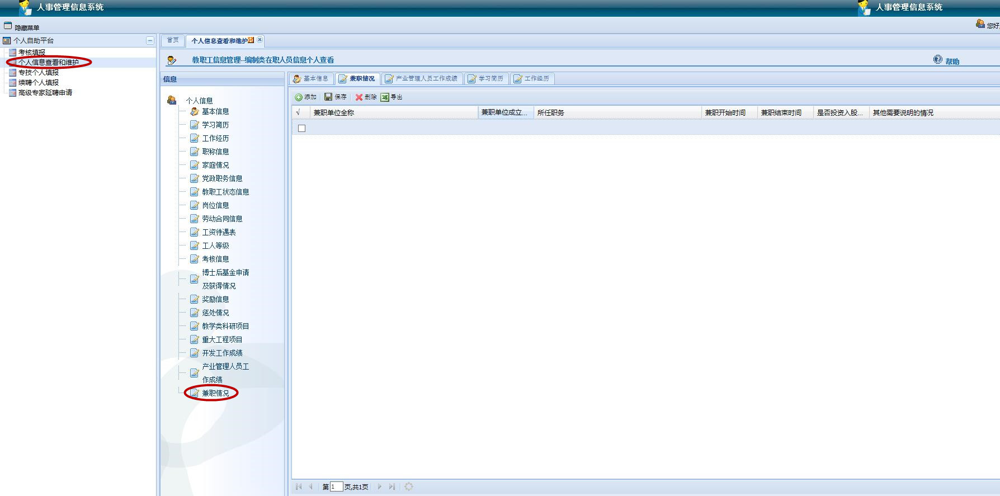 人事管理信息系统
人事管理信息系统
隐藏菜单
您好,
个人自助平台
考核填报
个人信息查看和维护
专技个人填报
续聘个人填报
高级专家延聘申请
首页
个人信息查看和维护
教职工信息管理--编制类在职人员信息个人查看
帮助
信息
个人信息
基本信息
学习简历
工作经历
职称信息
家庭情况
党政职务信息
教职工状态信息
岗位信息
劳动合同信息
工资待遇表
工人等级
考核信息
博士后基金申请
及获得情况
奖励信息
惩处情况
教学类科研项目
重大工程项目
开发工作成绩
产业管理人员工
作成绩
兼职情况
基本信息
兼职情况
产业管理人员工作成绩
学习简历
工作经历
添加
保存
删除
导出
√
兼职单位全称
兼职单位成立...
所任职务
兼职开始时间
兼职结束时间
是否投资入股...
其他需要说明的情况
第 1 页,共1页